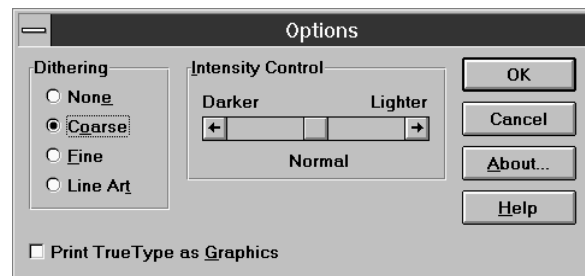 Options
Dithering
None
Coarse
Fine
Line Art
Intensity Control
Darker Lighter
Normal
OK
Cancel
About...
Help
Print TrueType as Graphics